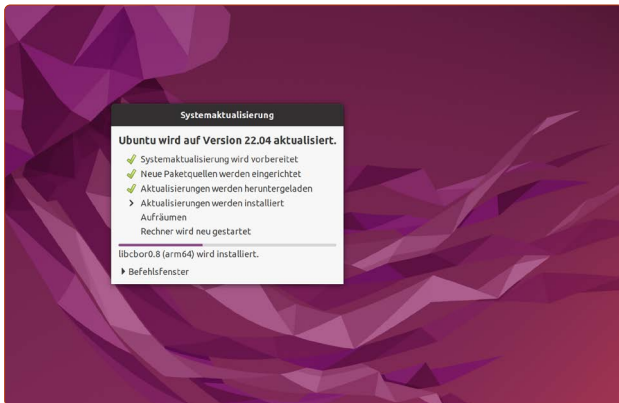 Systemaktualisierung
Ubuntu wird auf Version 22.04 aktualisiert.
Systemaktualisierung wird vorbereitet
Neue Paketquellen werden eingerichtet
Aktualisierungen werden heruntergeladen
Aktualisierungen werden installiert
Aufräumen
Rechner wird neu gestartet
libcbor0.8 (arm64) wird installiert.
Befehlsfenster